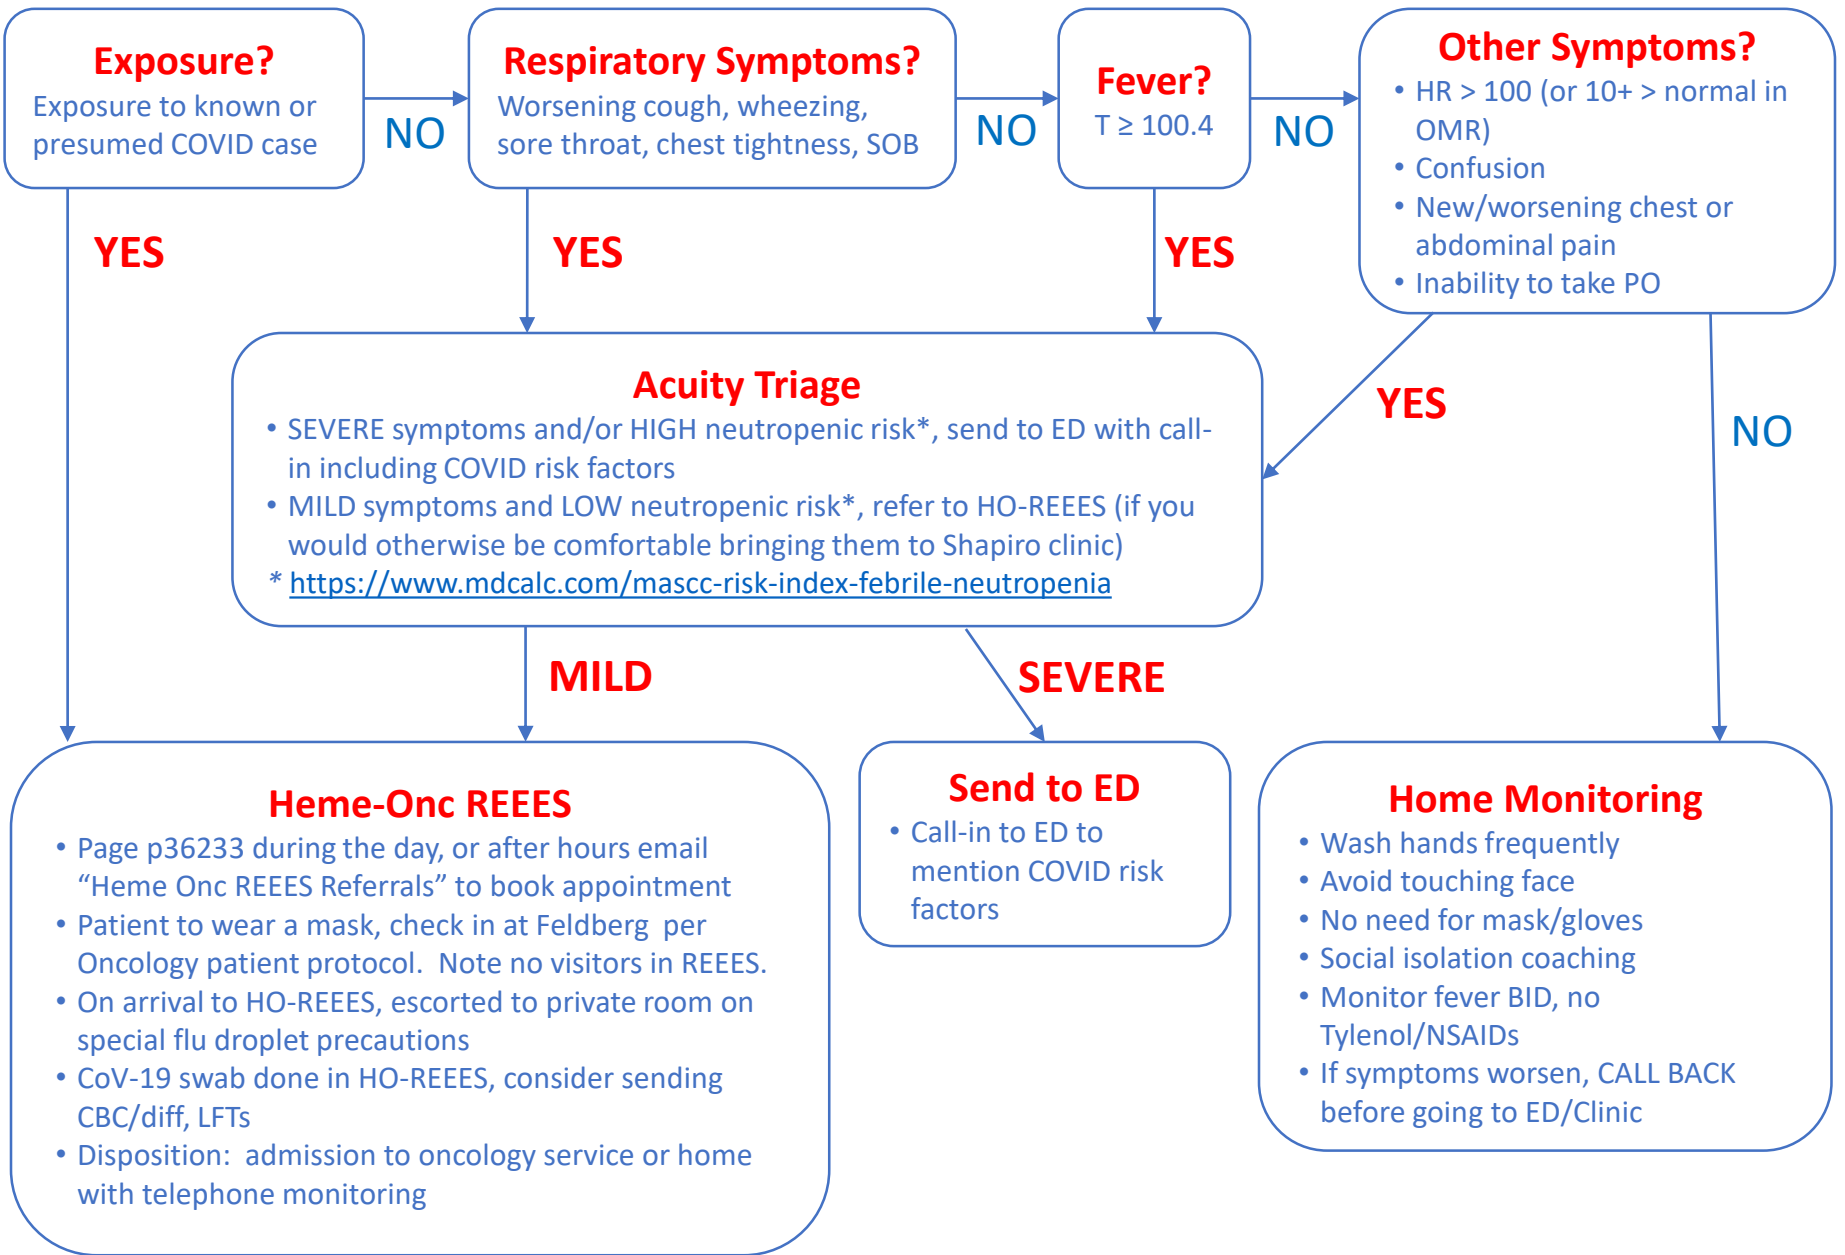 Exposure?
Exposure to known or
presumed COVID case
NO
Respiratory Symptoms?
Worsening cough, wheezing,
sore throat, chest tightness, SOB
NO
Fever?
T ≥ 100.4
NO
Other Symptoms?
• HR > 100 (or 10+ > normal in
OMR)
• Confusion
• New/worsening chest or
abdominal pain
• Inability to take PO
YES
YES
YES
YES
NO
Acuity Triage
• SEVERE symptoms and/or HIGH neutropenic risk*, send to ED with call-
in including COVID risk factors
• MILD symptoms and LOW neutropenic risk*, refer to HO-REEES (if you
would otherwise be comfortable bringing them to Shapiro clinic)
* https://www.mdcalc.com/mascc-risk-index-febrile-neutropenia
MILD
SEVERE
Heme-Onc REEES
• Page p36233 during the day, or after hours email
“Heme Onc REEES Referrals” to book appointment
• Patient to wear a mask, check in at Feldberg per
Oncology patient protocol. Note no visitors in REEES.
• On arrival to HO-REEES, escorted to private room on
special flu droplet precautions
• CoV-19 swab done in HO-REEES, consider sending
CBC/diff, LFTs
• Disposition: admission to oncology service or home
with telephone monitoring
Send to ED
• Call-in to ED to
mention COVID risk
factors
Home Monitoring
• Wash hands frequently
• Avoid touching face
• No need for mask/gloves
• Social isolation coaching
• Monitor fever BID, no
Tylenol/NSAIDs
• If symptoms worsen, CALL BACK
before going to ED/Clinic